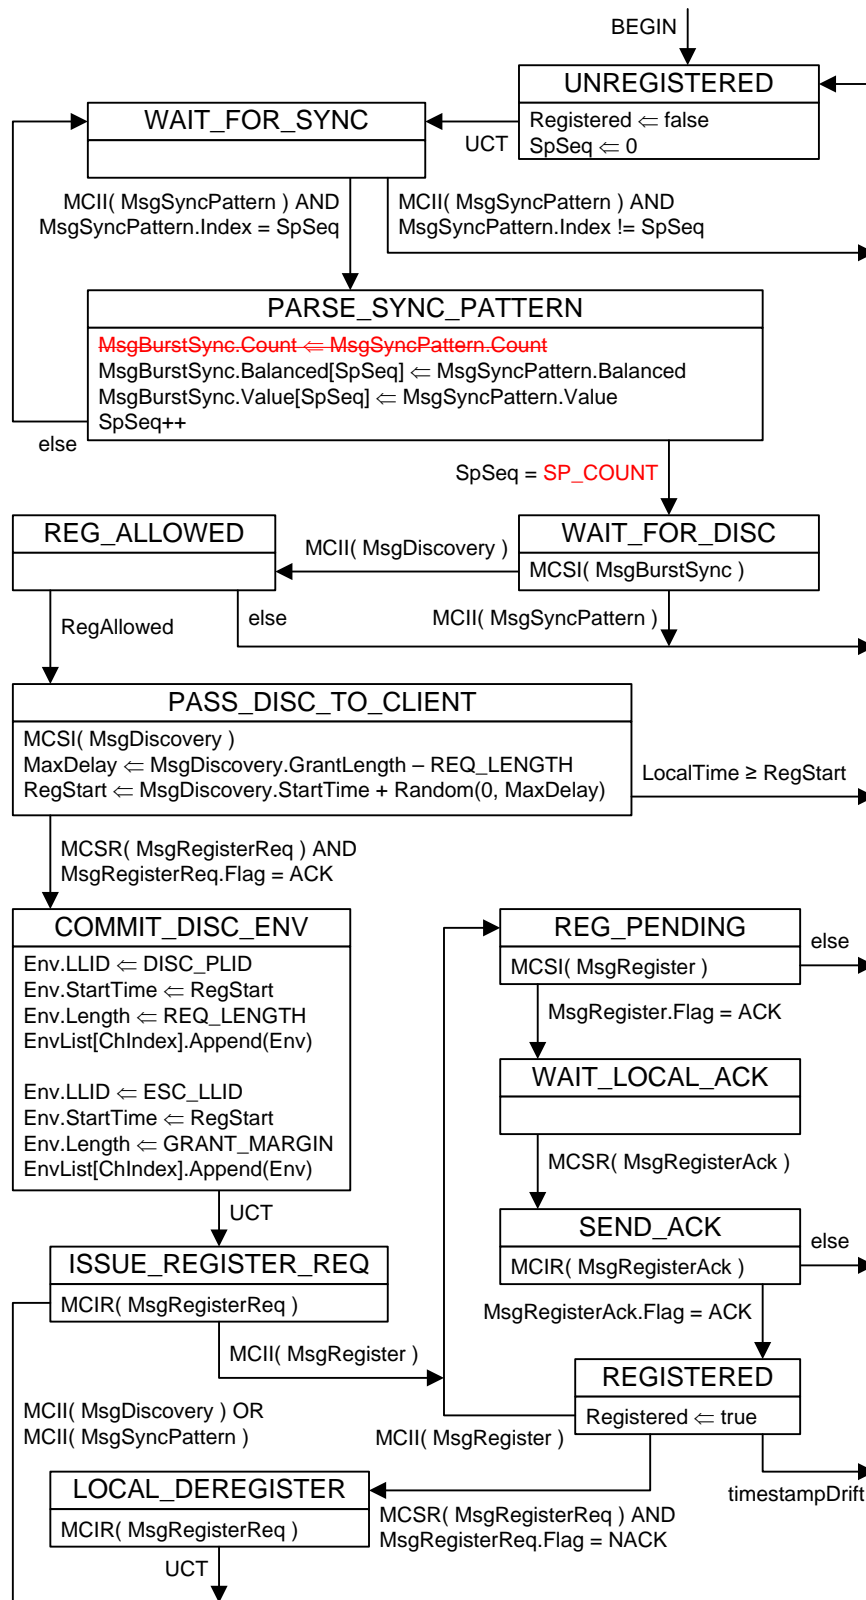 BEGIN
UNREGISTERED
Registered ⇐ false
SpSeq ⇐ 0
WAIT_FOR_SYNC
UCT
MCII( MsgSyncPattern ) AND
MsgSyncPattern.Index = SpSeq
MCII( MsgSyncPattern ) AND
MsgSyncPattern.Index != SpSeq
PARSE_SYNC_PATTERN
MsgBurstSync.Count ⇐ MsgSyncPattern.Count
MsgBurstSync.Balanced[SpSeq] ⇐ MsgSyncPattern.Balanced
MsgBurstSync.Value[SpSeq] ⇐ MsgSyncPattern.Value
SpSeq++
else
SpSeq = SP_COUNT
REG_ALLOWED
MCII( MsgDiscovery )
WAIT_FOR_DISC
MCSI( MsgBurstSync )
RegAllowed
else
MCII( MsgSyncPattern )
PASS_DISC_TO_CLIENT
MCSI( MsgDiscovery )
MaxDelay ⇐ MsgDiscovery.GrantLength – REQ_LENGTH
RegStart ⇐ MsgDiscovery.StartTime + Random(0, MaxDelay)
LocalTime ≥ RegStart
MCSR( MsgRegisterReq ) AND
MsgRegisterReq.Flag = ACK
COMMIT_DISC_ENV
Env.LLID ⇐ DISC_PLID
Env.StartTime ⇐ RegStart
Env.Length ⇐ REQ_LENGTH
EnvList[ChIndex].Append(Env)
Env.LLID ⇐ ESC_LLID
Env.StartTime ⇐ RegStart
Env.Length ⇐ GRANT_MARGIN
EnvList[ChIndex].Append(Env)
UCT
REG_PENDING
MCSI( MsgRegister )
else
MsgRegister.Flag = ACK
WAIT_LOCAL_ACK
MCSR( MsgRegisterAck )
SEND_ACK
MCIR( MsgRegisterAck )
else
MsgRegisterAck.Flag = ACK
ISSUE_REGISTER_REQ
MCIR( MsgRegisterReq )
MCII( MsgRegister )
REGISTERED
Registered ⇐ true
MCII( MsgRegister )
MCII( MsgDiscovery ) OR
MCII( MsgSyncPattern )
LOCAL_DEREGISTER
MCIR( MsgRegisterReq )
MCSR( MsgRegisterReq ) AND
MsgRegisterReq.Flag = NACK
timestampDrift
UCT